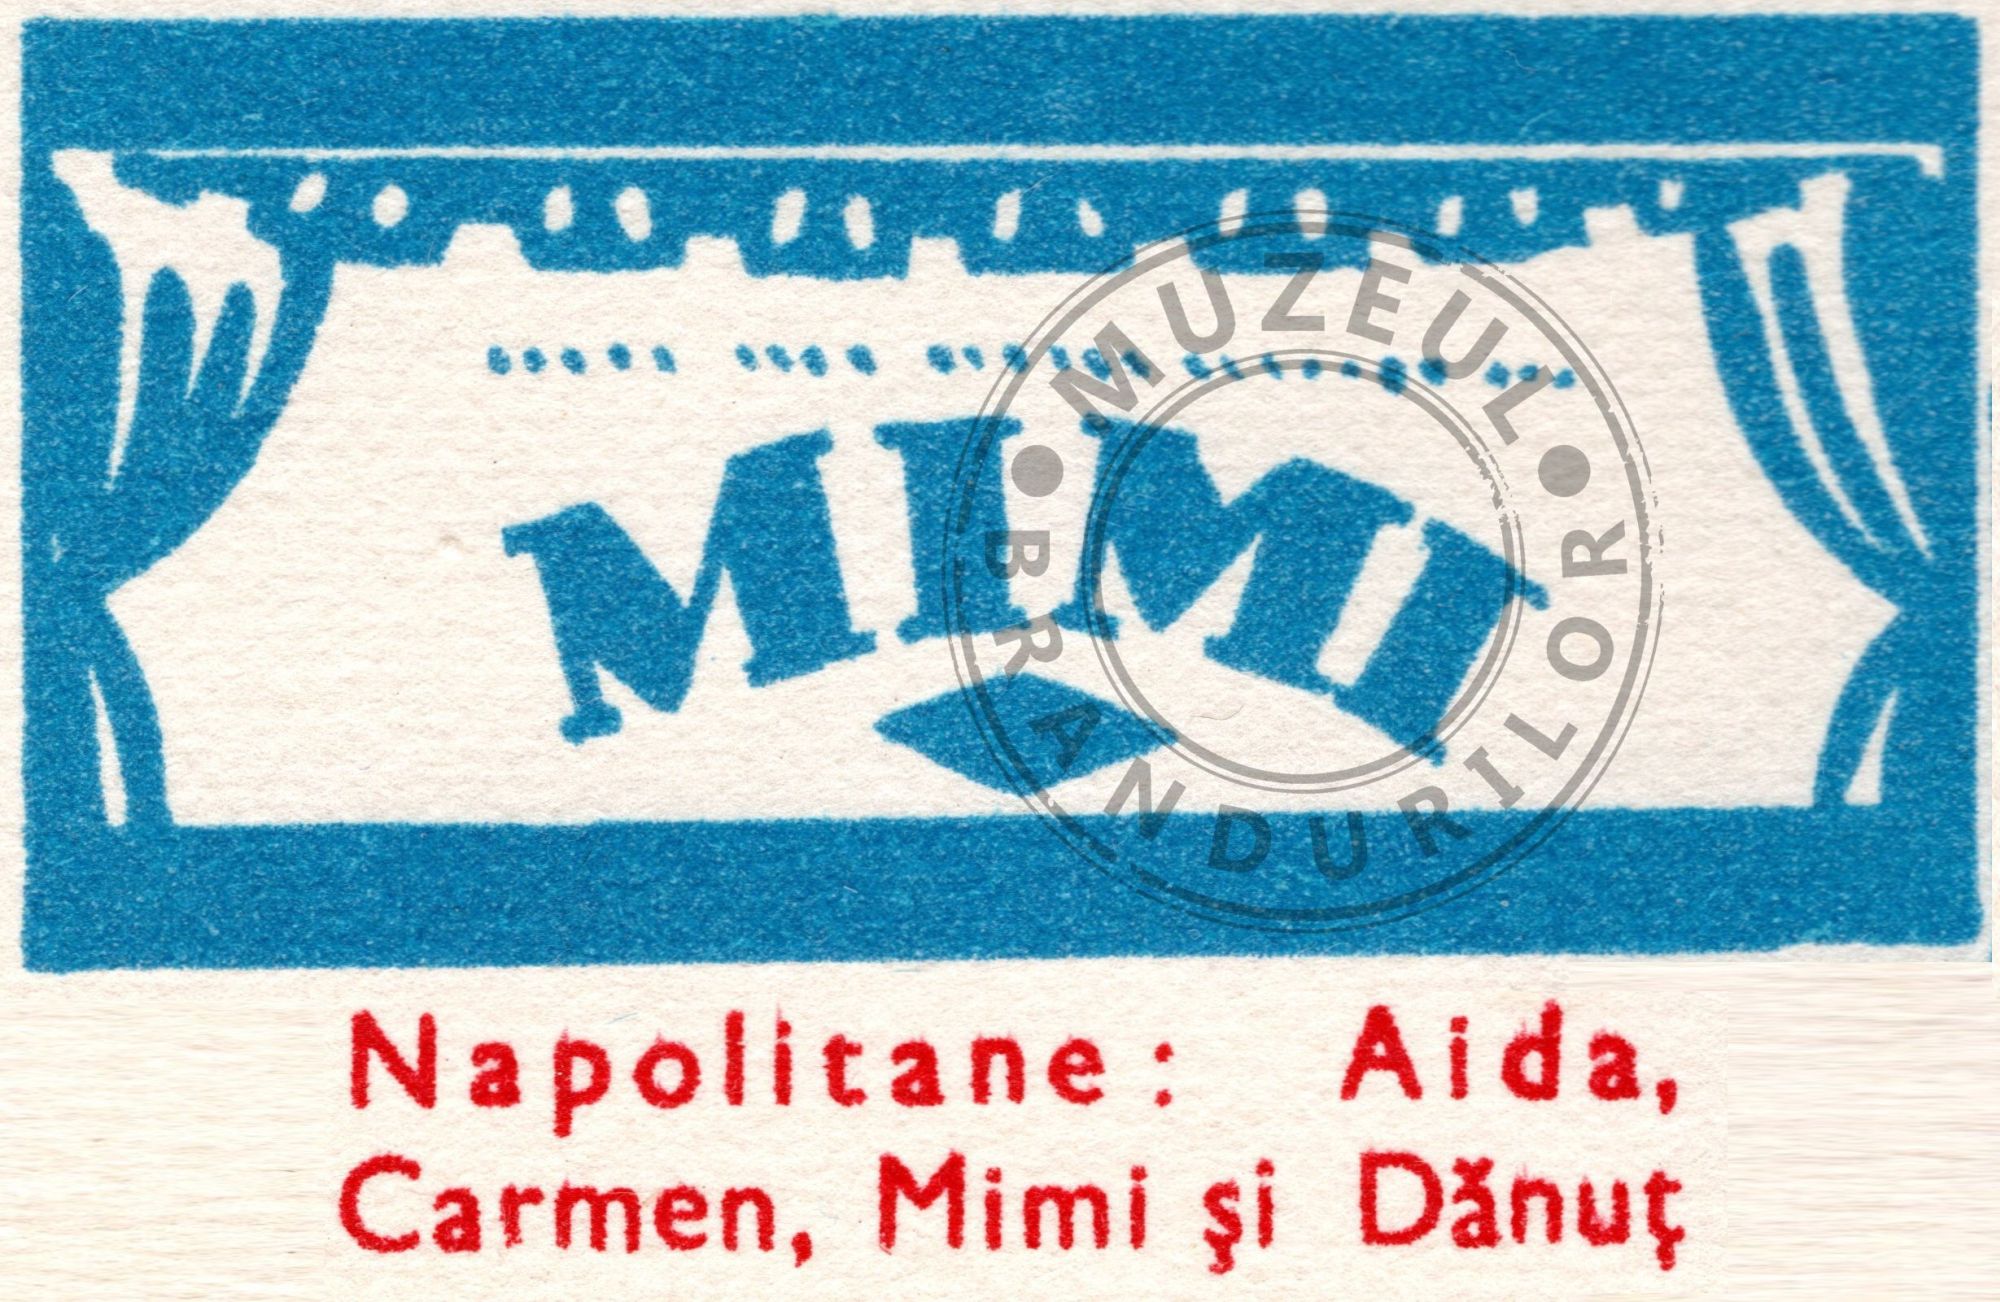 MIMI
MUZEUL
BRANDURILOR
Napolitane: Aida,
Carmen, Mimi şi Dănuţ